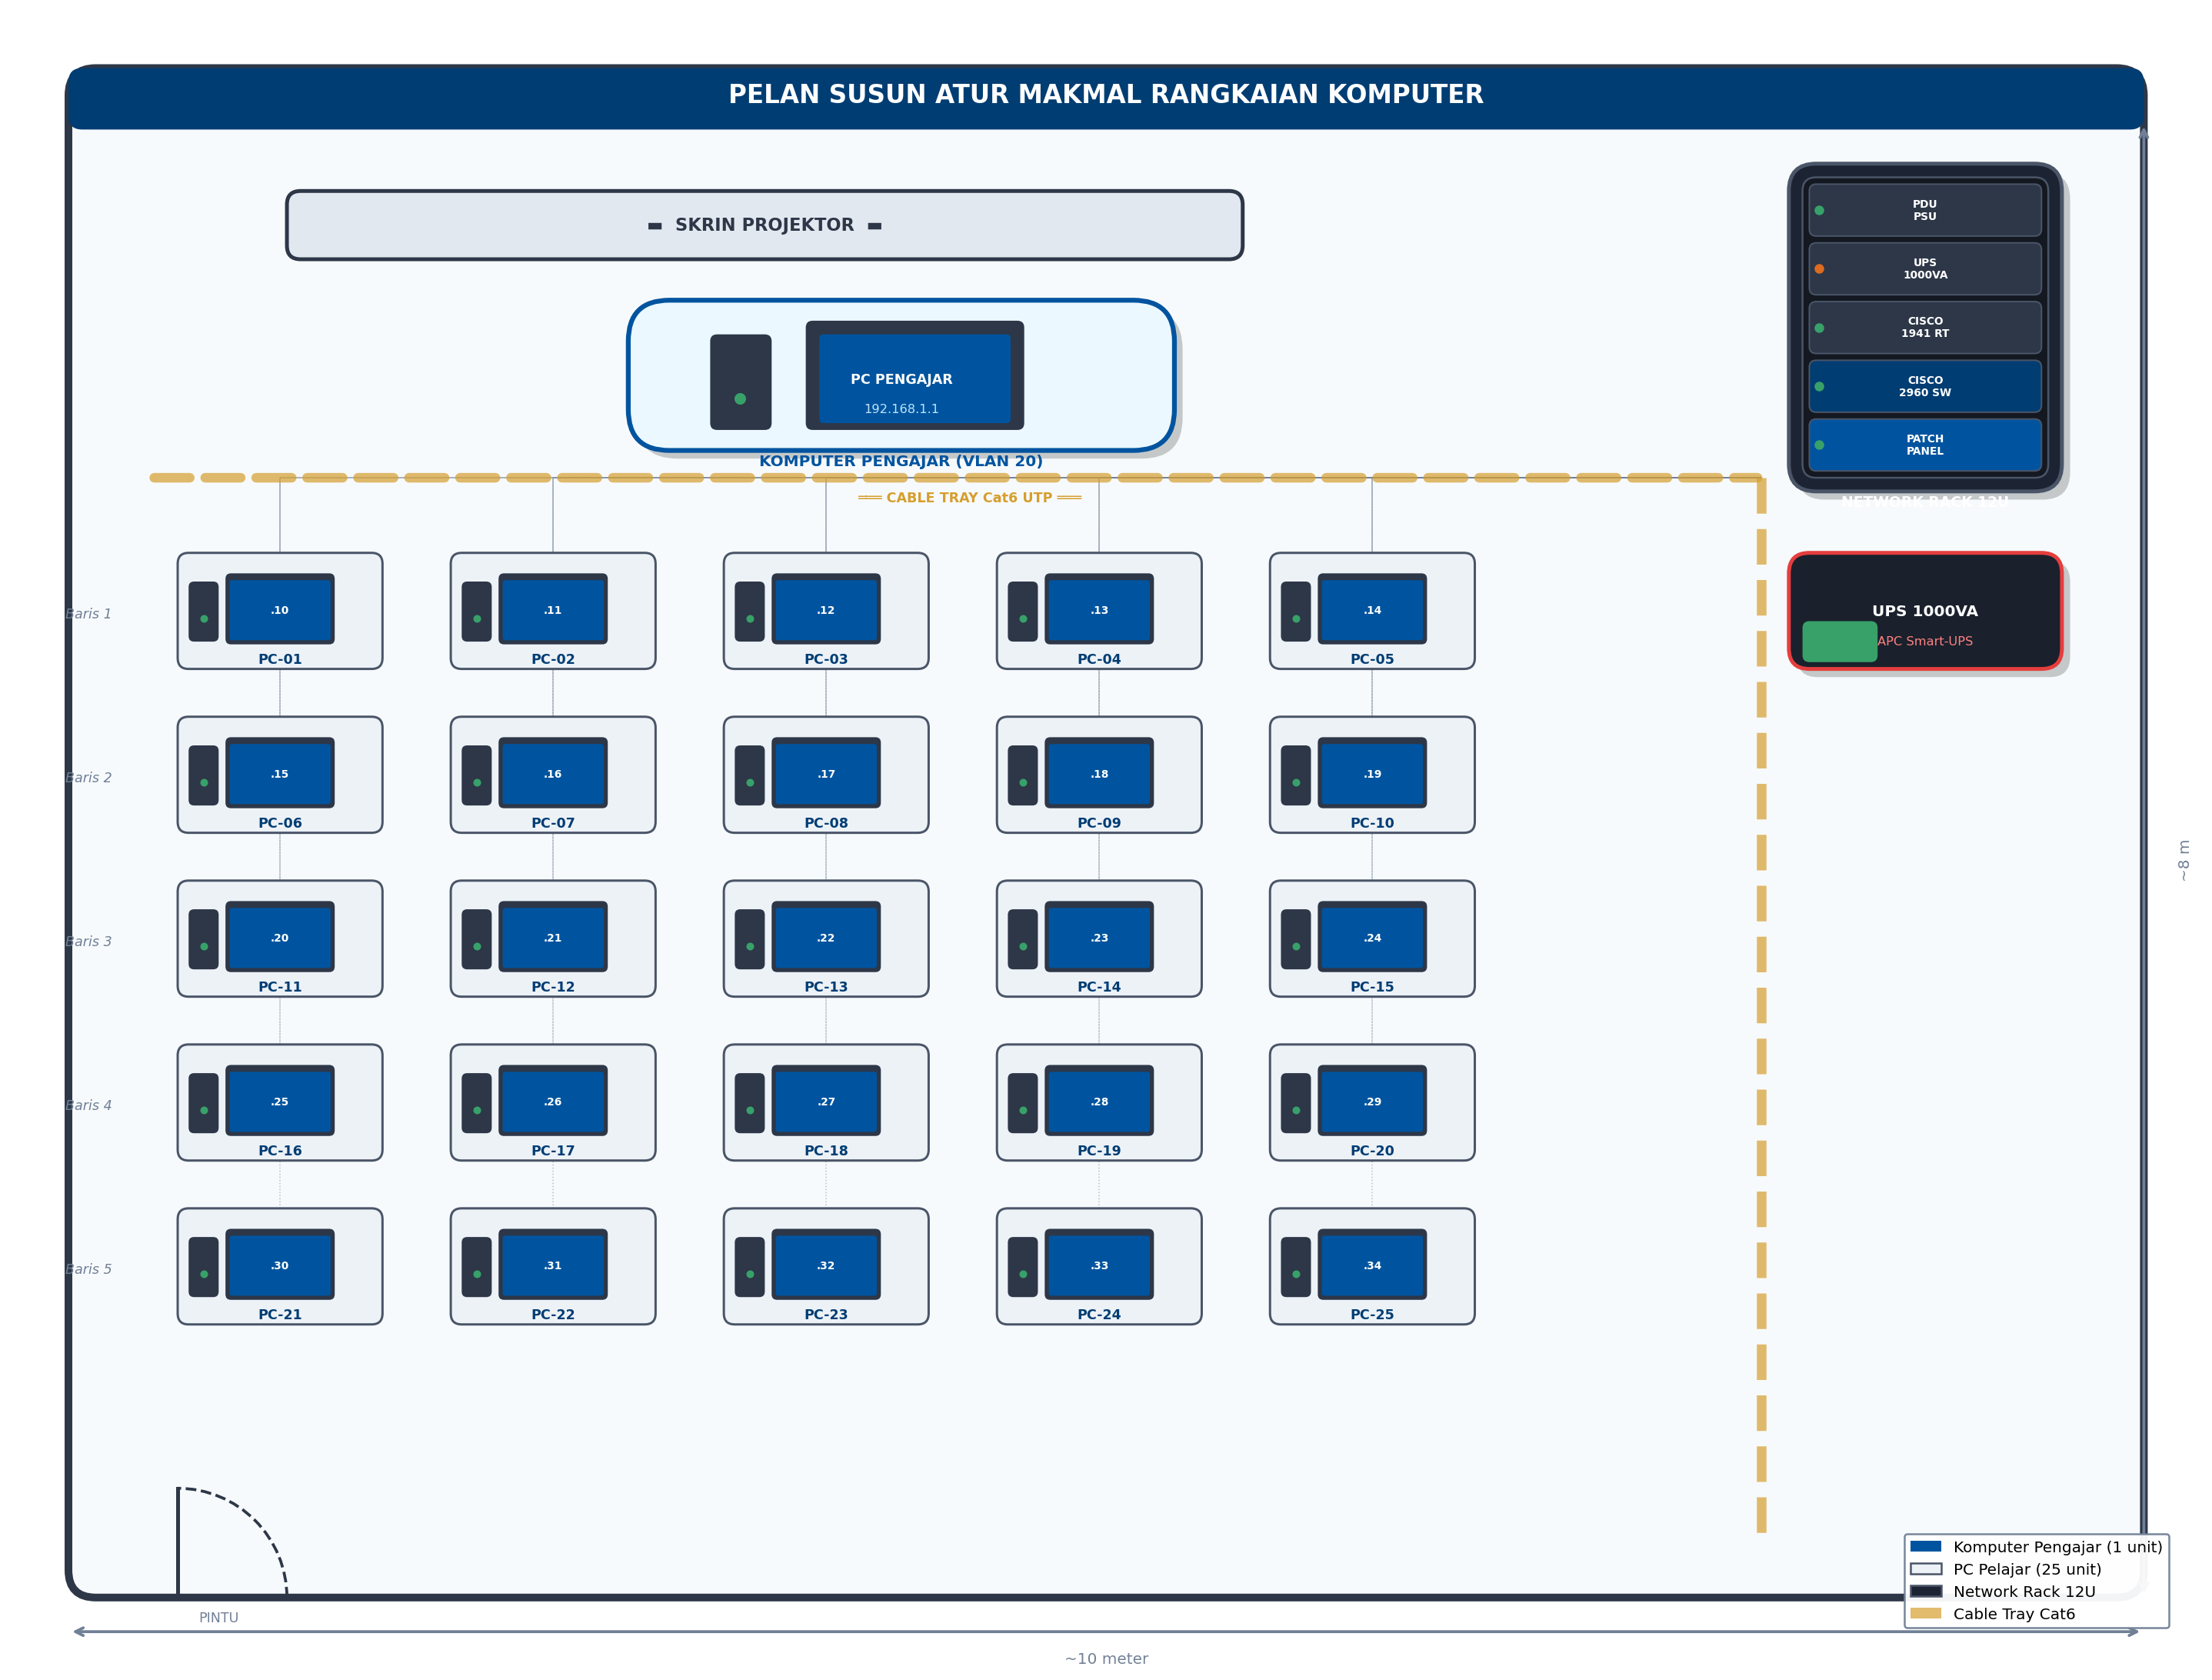 PELAN SUSUN ATUR MAKMAL RANGKAIAN KOMPUTER
SKRIN PROJEKTOR
PDU
PSU
UPS
1000VA
CISCO
1941 RT
CISCO
2960 SW
PATCH
PANEL
NETWORK RACK 12U
PC PENGAJAR
192.168.1.1
KOMPUTER PENGAJAR (VLAN 20)
CABLE TRAY Cat6 UTP
UPS 1000VA
APC Smart-UPS
Baris 1
.10
.11
.12
.13
.14
PC-01
PC-02
PC-03
PC-04
PC-05
Baris 2
.15
.16
.17
.18
.19
PC-06
PC-07
PC-08
PC-09
PC-10
~8 m
Baris 3
.20
.21
.22
.23
.24
PC-11
PC-12
PC-13
PC-14
PC-15
Baris 4
.25
.26
.27
.28
.29
PC-16
PC-17
PC-18
PC-19
PC-20
Baris 5
.30
.31
.32
.33
.34
PC-21
PC-22
PC-23
PC-24
PC-25
Komputer Pengajar (1 unit)
PC Pelajar (25 unit)
Network Rack 12U
Cable Tray Cat6
PINTU
~10 meter